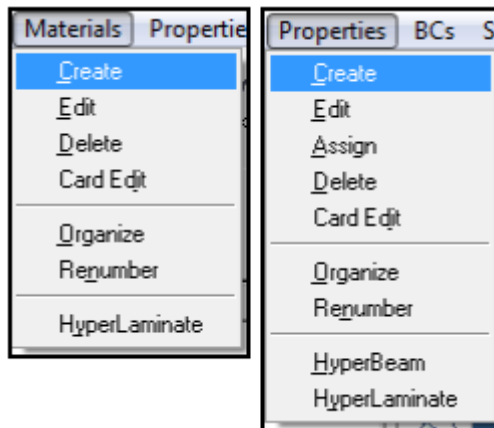 Materials Propertie
Create
Edit
Delete
Card Edit
Organize
Renumber
HyperLaminate
Properties BCs S
Create
Edit
Assign
Delete
Card Edit
Organize
Renumber
HyperBeam
HyperLaminate